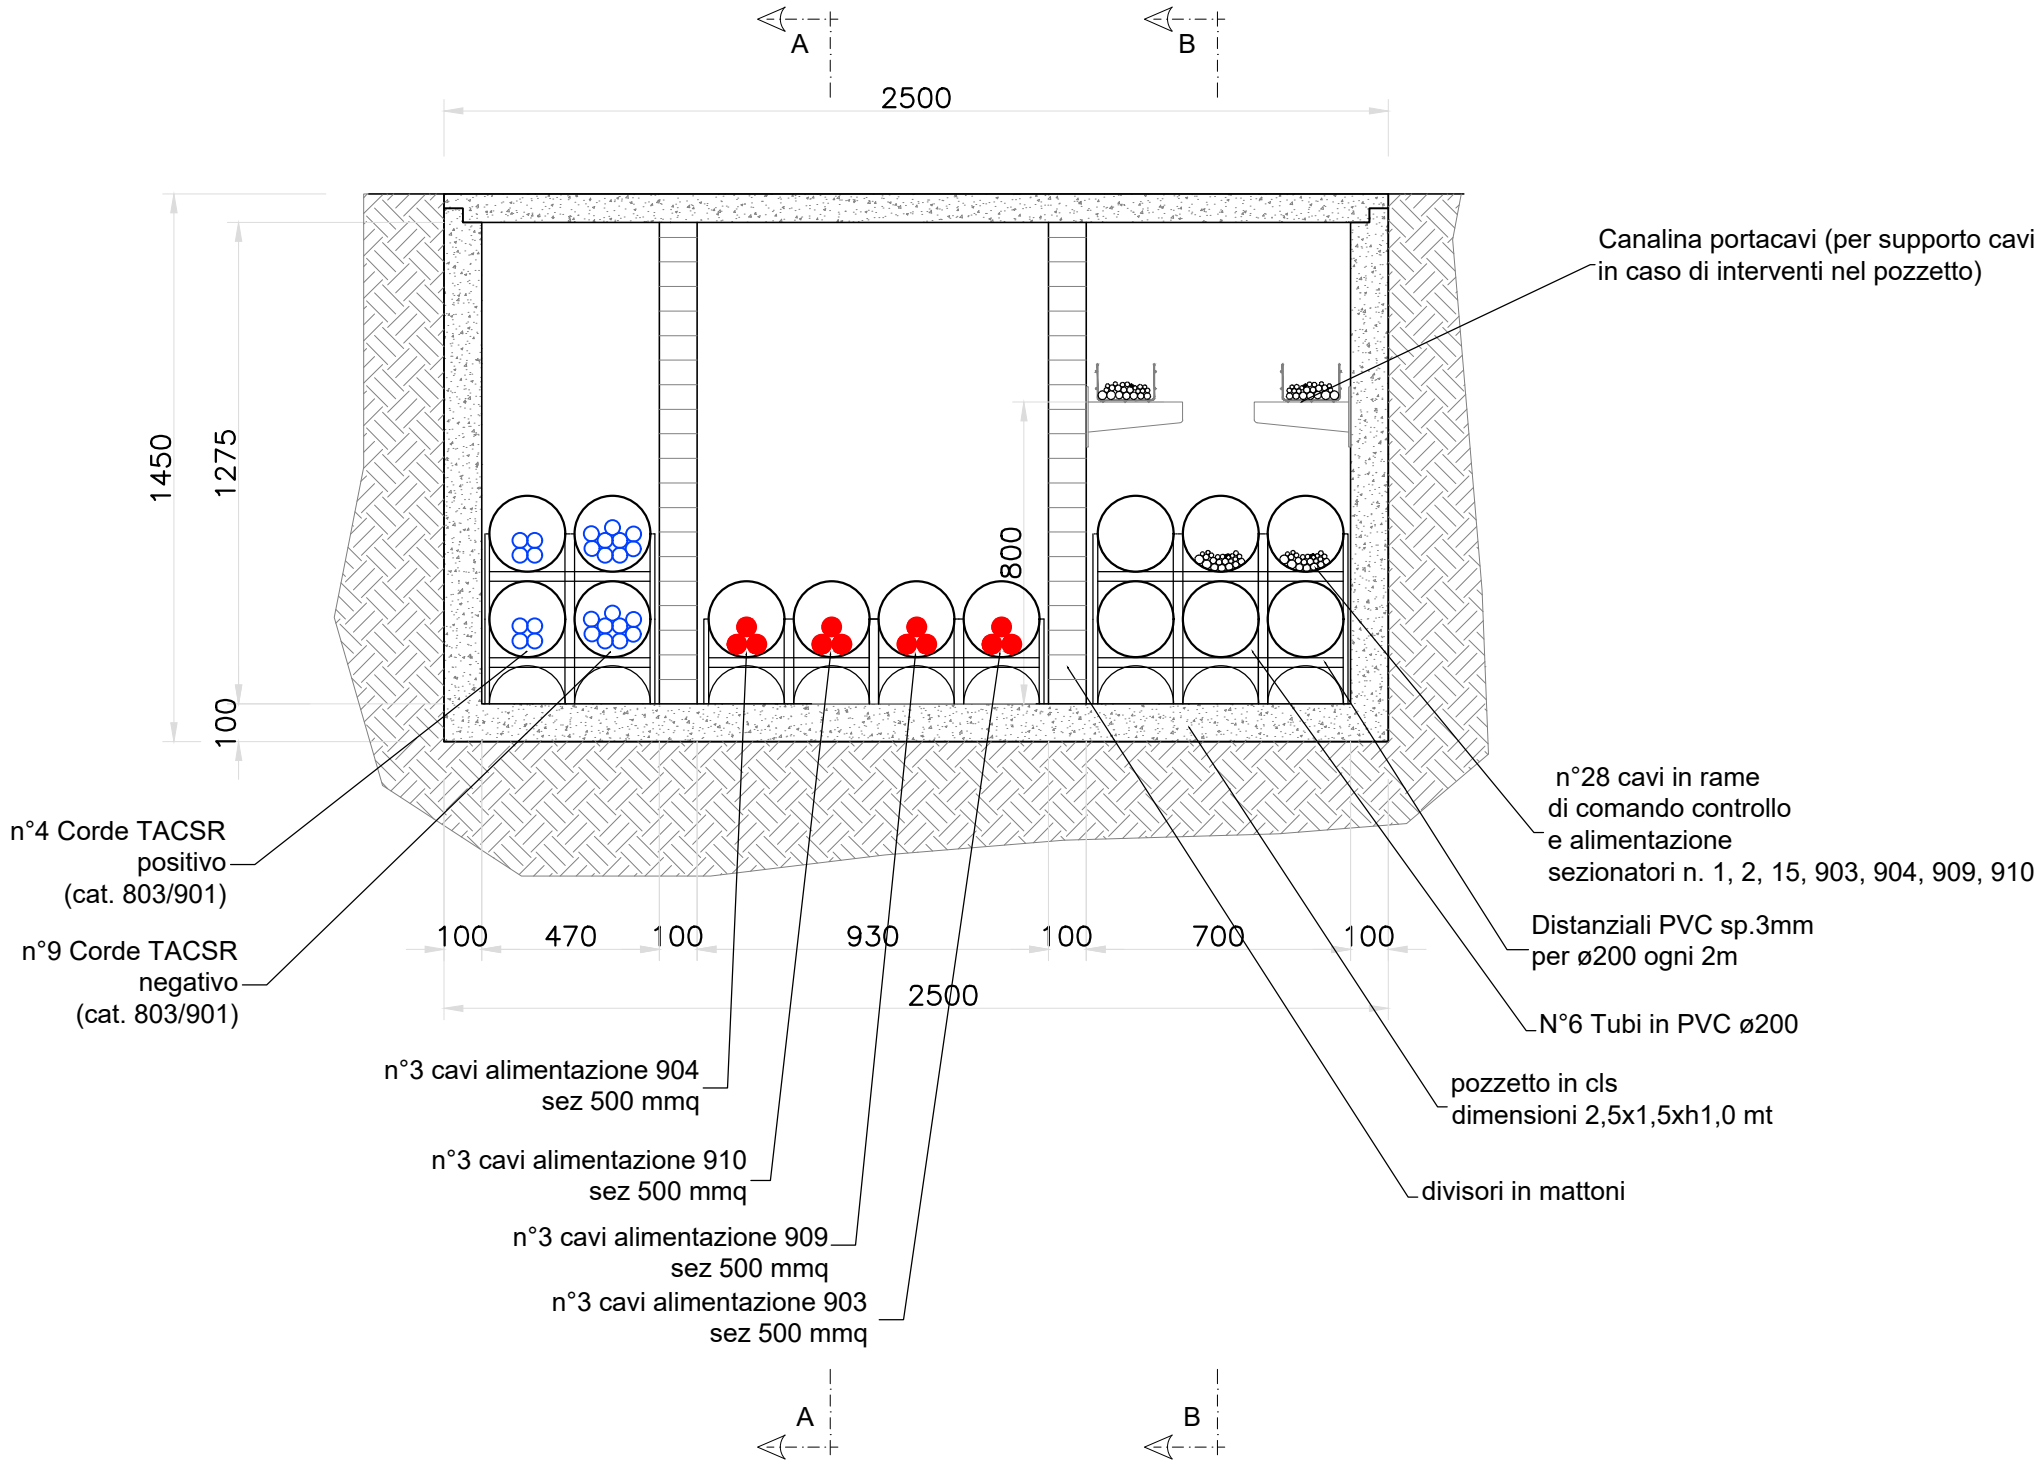 A
B
2500
Canalina portacavi (per supporto cavi
in caso di interventi nel pozzetto)
1450
1275
800
100
n°28 cavi in rame
di comando controllo
e alimentazione
sezionatori n. 1, 2, 15, 903, 904, 909, 910
n°4 Corde TACSR
positivo
(cat. 803/901)
n°9 Corde TACSR
negativo
(cat. 803/901)
100 470 100 930 100 700 100
2500
Distanziali PVC sp.3mm
per ø200 ogni 2m
N°6 Tubi in PVC ø200
pozzetto in cls
dimensioni 2,5x1,5xh1,0 mt
divisori in mattoni
n°3 cavi alimentazione 904
sez 500 mmq
n°3 cavi alimentazione 910
sez 500 mmq
n°3 cavi alimentazione 909
sez 500 mmq
n°3 cavi alimentazione 903
sez 500 mmq
A
B